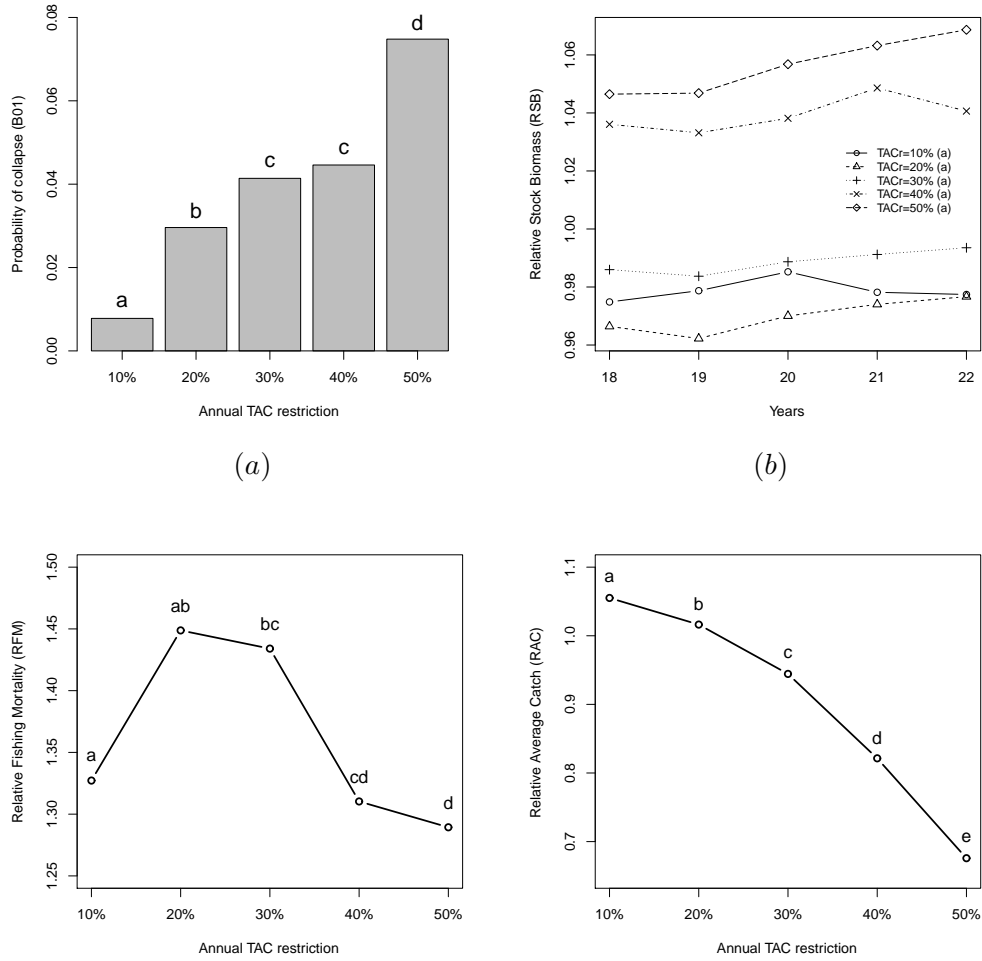 Probability of collapse (B01)
0.08
0.06
0.04
0.02
0.00
a
b
c
c
d
10%
20%
30%
40%
50%
Annual TAC restriction
(a)
Relative Stock Biomass (RSB)
1.06
1.04
1.02
1.00
0.98
0.96
TACr=10% (a)
TACr=20% (a)
TACr=30% (a)
TACr=40% (a)
TACr=50% (a)
18
19
20
21
22
Years
(b)
Relative Fishing Mortality (RFM)
1.50
1.45
1.40
1.35
1.30
1.25
a
ab
bc
cd
d
10%
20%
30%
40%
50%
Annual TAC restriction
Relative Average Catch (RAC)
1.1
1.0
0.9
0.8
0.7
a
b
c
d
e
10%
20%
30%
40%
50%
Annual TAC restriction